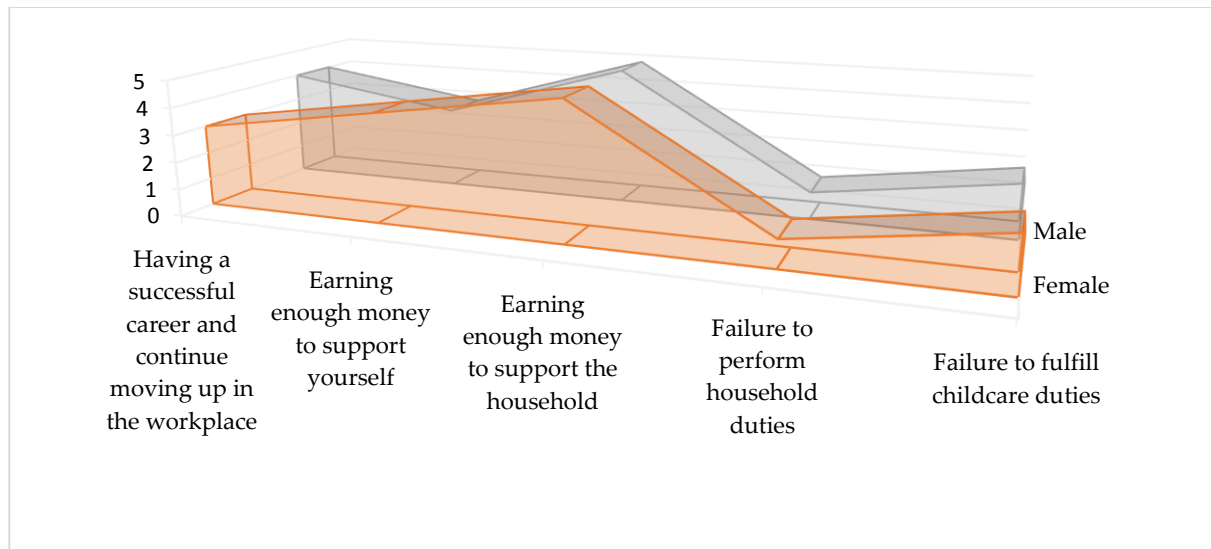 5
4
3
2
1
0
Male
Female
Having a
successful
career and
continue
moving up in
the workplace
Earning
enough money
to support
yourself
Earning
enough money
to support the
household
Failure to
perform
household
duties
Failure to fulfill
childcare duties